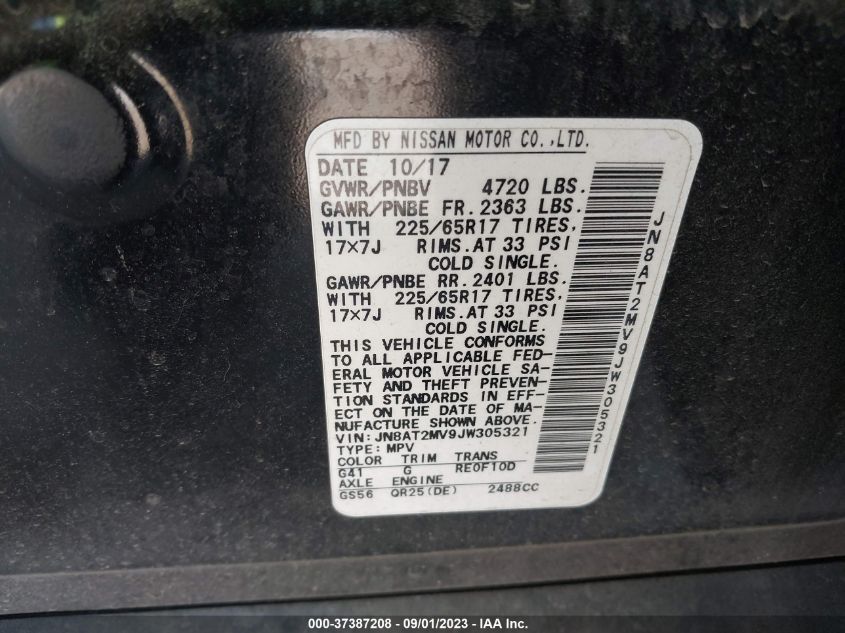 MFD BY NISSAN MOTOR CO.,LTD.
DATE 10/17
GVWR/PNBV 4720 LBS.
GAWR/PNBE FR.2363 LBS.
WITH 225/65R17 TIRES,
17×7J RIMS.AT 33 PSI
COLD SINGLE.
GAWR/PNBE RR.2401 LBS.
WITH 225/65R17 TIRES,
17×7J RIMS.AT 33 PSI
COLD SINGLE.
THIS VEHICLE CONFORMS
TO ALL APPLICABLE FED-
ERAL MOTOR VEHICLE SA-
FETY AND THEFT PREVEN-
TION STANDARDS IN EFF-
ECT ON THE DATE OF MA-
NUFACTURE SHOWN ABOVE.
VIN:JN8AT2MV9JW305321
TYPE:MPV
COLOR TRIM TRANS
G41 G RE0F10D
AXLE ENGINE
GS56 QR25(DE) 2488CC
JN8AT2MV9JW305321
000-37387208 - 09/01/2023 - IAA Inc.